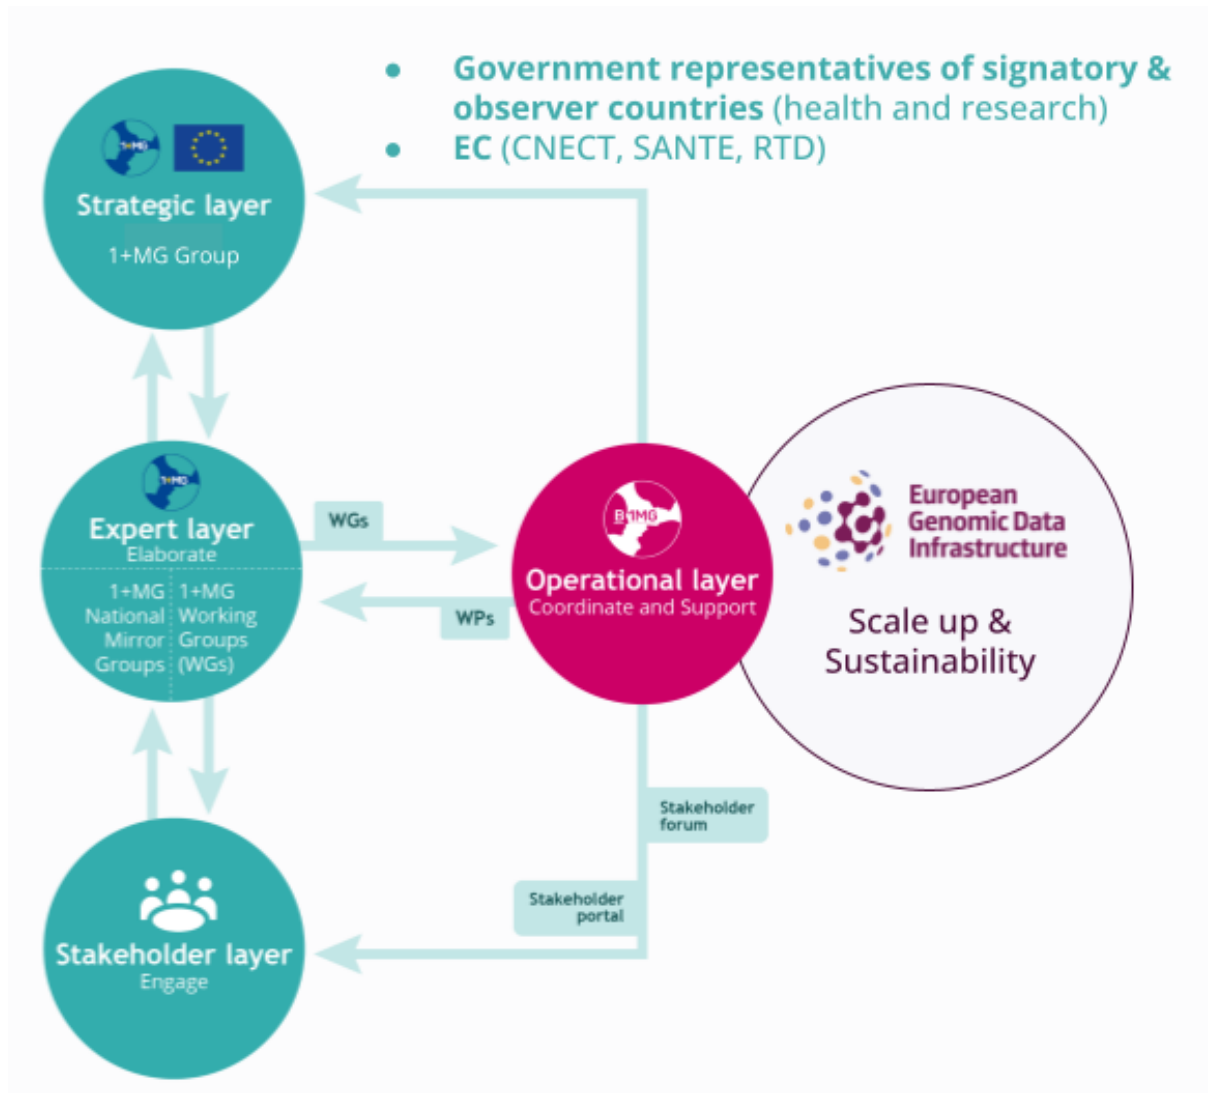 ● Government representatives of signatory &
observer countries (health and research)
● EC (CNECT, SANTE, RTD)
1+MG
Strategic layer
1+MG Group
1+MG
Expert layer
Elaborate
1+MG
National
Mirror
Groups
1+MG
Working
Groups
(WGs)
WGs
WPs
B1MG
Operational layer
Coordinate and Support
European
Genomic Data
Infrastructure
Scale up &
Sustainability
Stakeholder
forum
Stakeholder
portal
Stakeholder layer
Engage